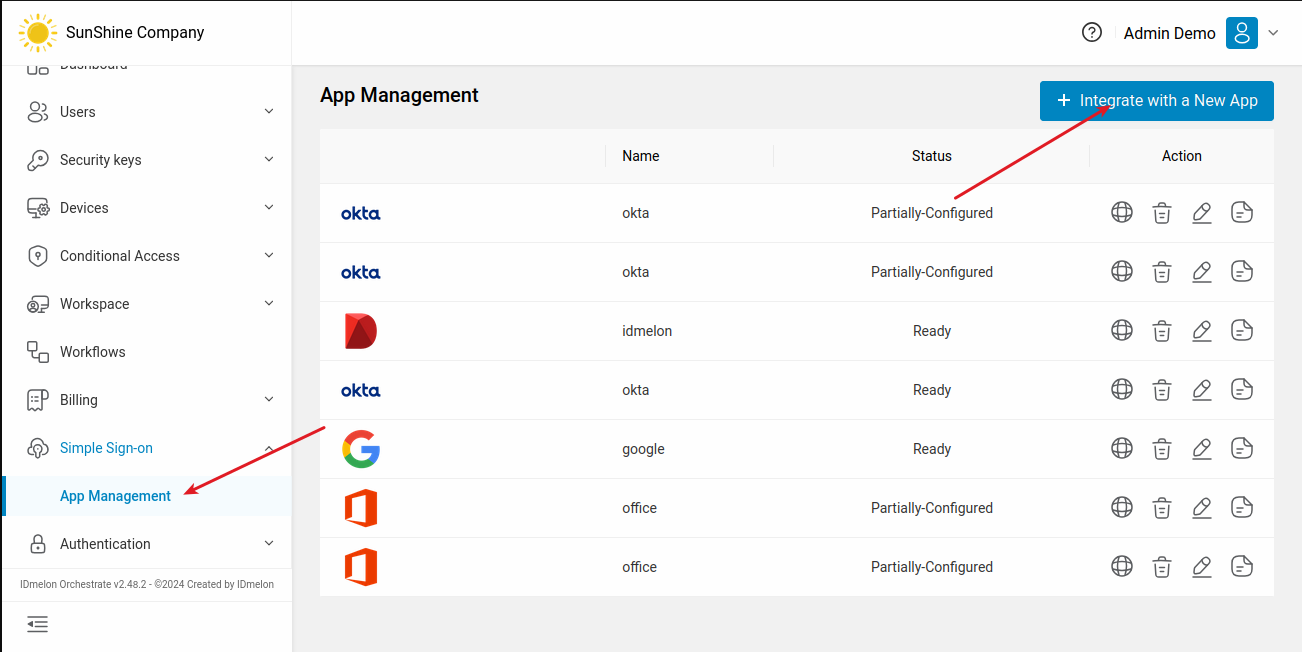 SunShine Company
Admin Demo
Dashboard
Users
Security keys
Devices
Conditional Access
Workspace
Workflows
Billing
Simple Sign-on
App Management
Authentication
IDmelon Orchestrate v2.48.2 - ©2024 Created by IDmelon
App Management
+ Integrate with a New App
Name Status Action
okta okta Partially-Configured
okta okta Partially-Configured
idmelon Ready
okta okta Ready
google Ready
office Partially-Configured
office Partially-Configured